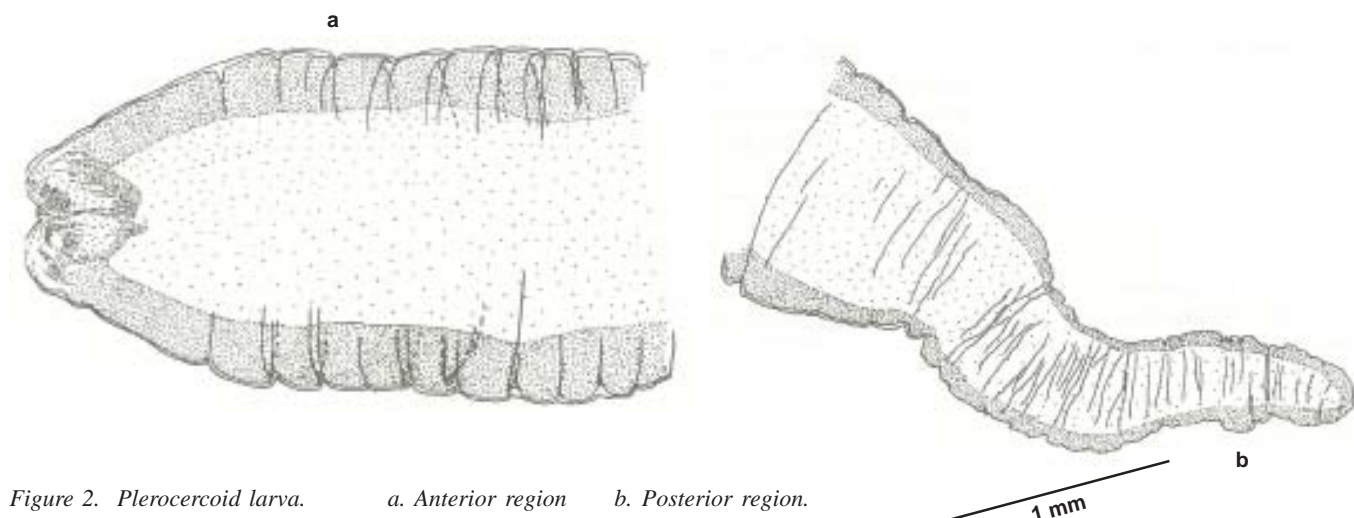 a
b
1 mm
Figure 2. Plerocercoid larva. a. Anterior region b. Posterior region.